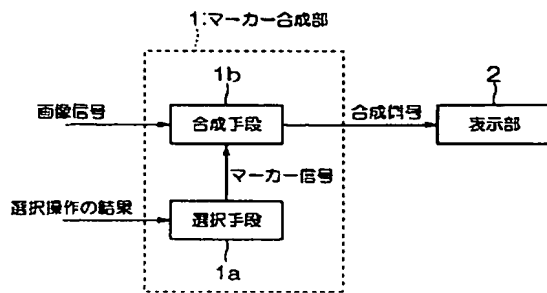 1:マーカー合成部
1b
2
画像信号
合成手段
合成信号
表示部
マーカー信号
選択操作の結果
選択手段
1a